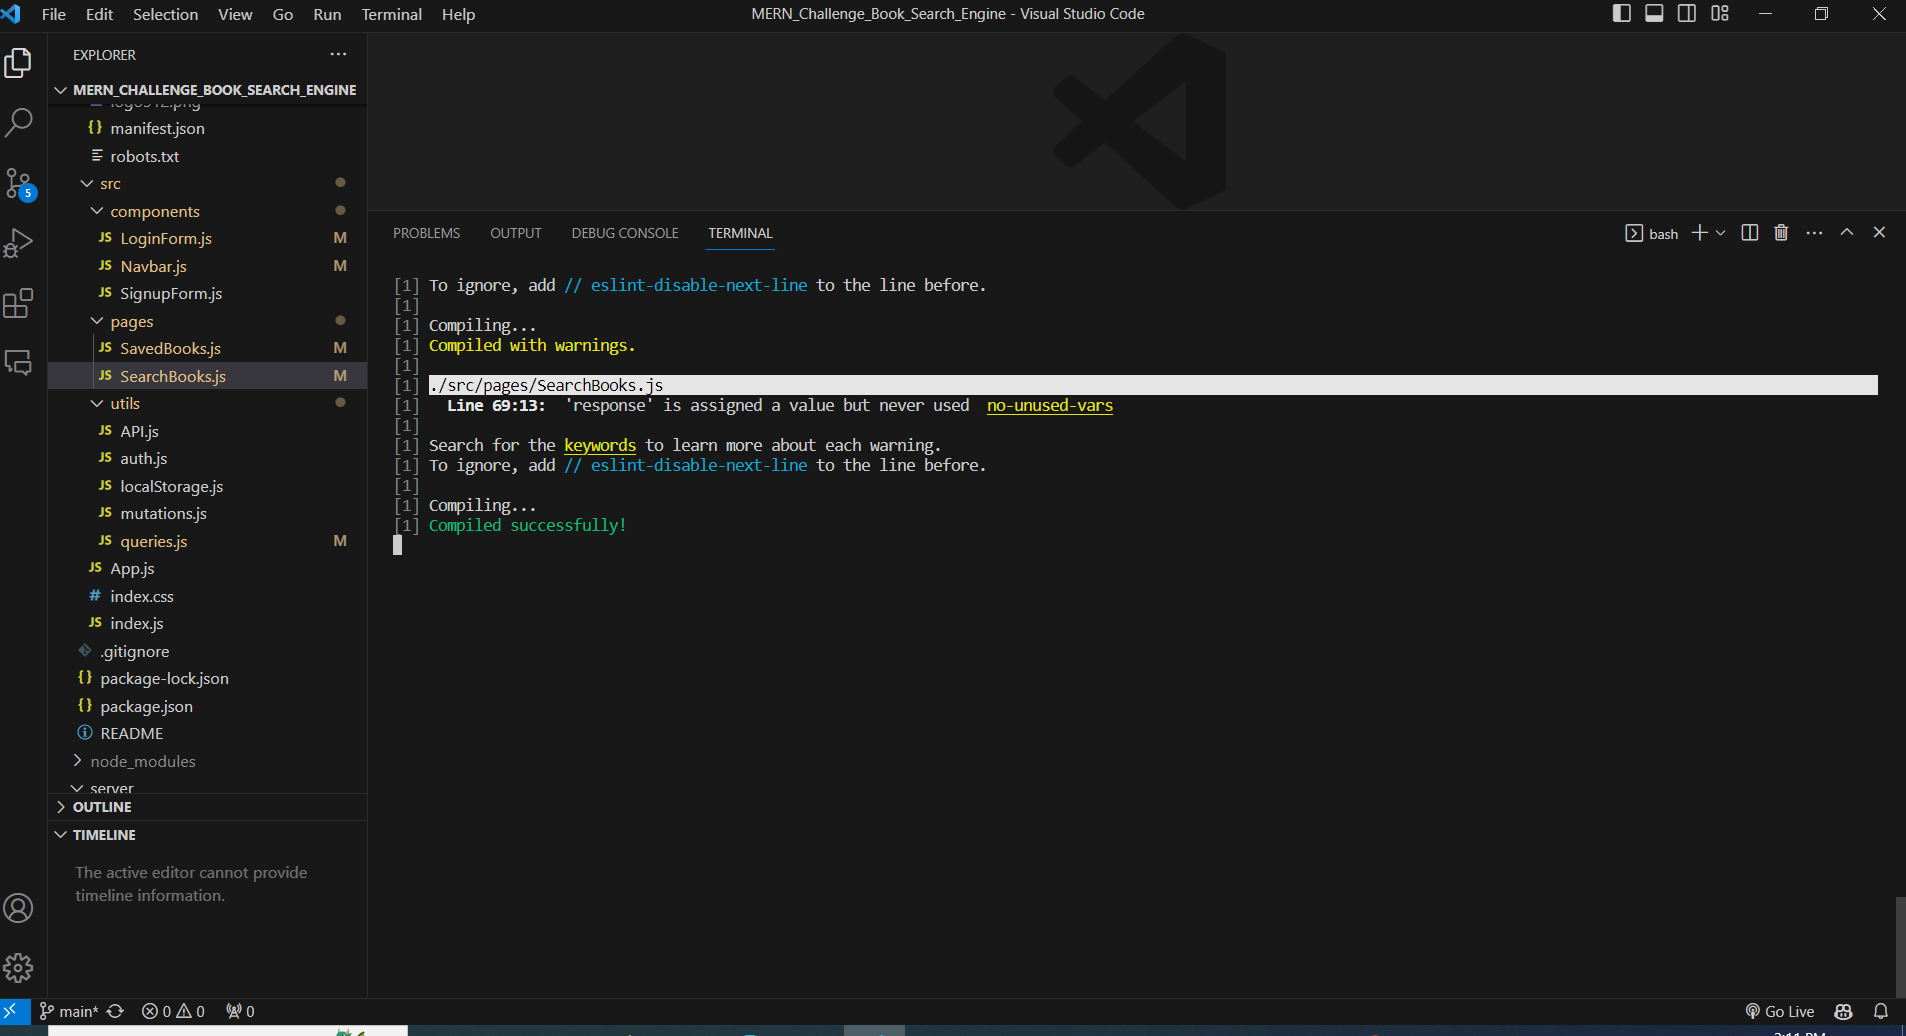 File Edit Selection View Go Run Terminal Help
MERN_Challenge_Book_Search_Engine - Visual Studio Code
EXPLORER
MERN_CHALLENGE_BOOK_SEARCH_ENGINE
manifest.json
robots.txt
src
components
LoginForm.js M
Navbar.js M
SignupForm.js
pages
SavedBooks.js M
SearchBooks.js M
utils
API.js
auth.js
localStorage.js
mutations.js
queries.js M
App.js
index.css
index.js
.gitignore
package-lock.json
package.json
README
node_modules
server
OUTLINE
TIMELINE
The active editor cannot provide
timeline information.
5
PROBLEMS OUTPUT DEBUG CONSOLE TERMINAL
bash
[1] To ignore, add // eslint-disable-next-line to the line before.
[1]
[1] Compiling...
[1] Compiled with warnings.
[1]
[1] ./src/pages/SearchBooks.js
[1] Line 69:13: 'response' is assigned a value but never used no-unused-vars
[1]
[1] Search for the keywords to learn more about each warning.
[1] To ignore, add // eslint-disable-next-line to the line before.
[1]
[1] Compiling...
[1] Compiled successfully!
main* 0 0 0
Go Live